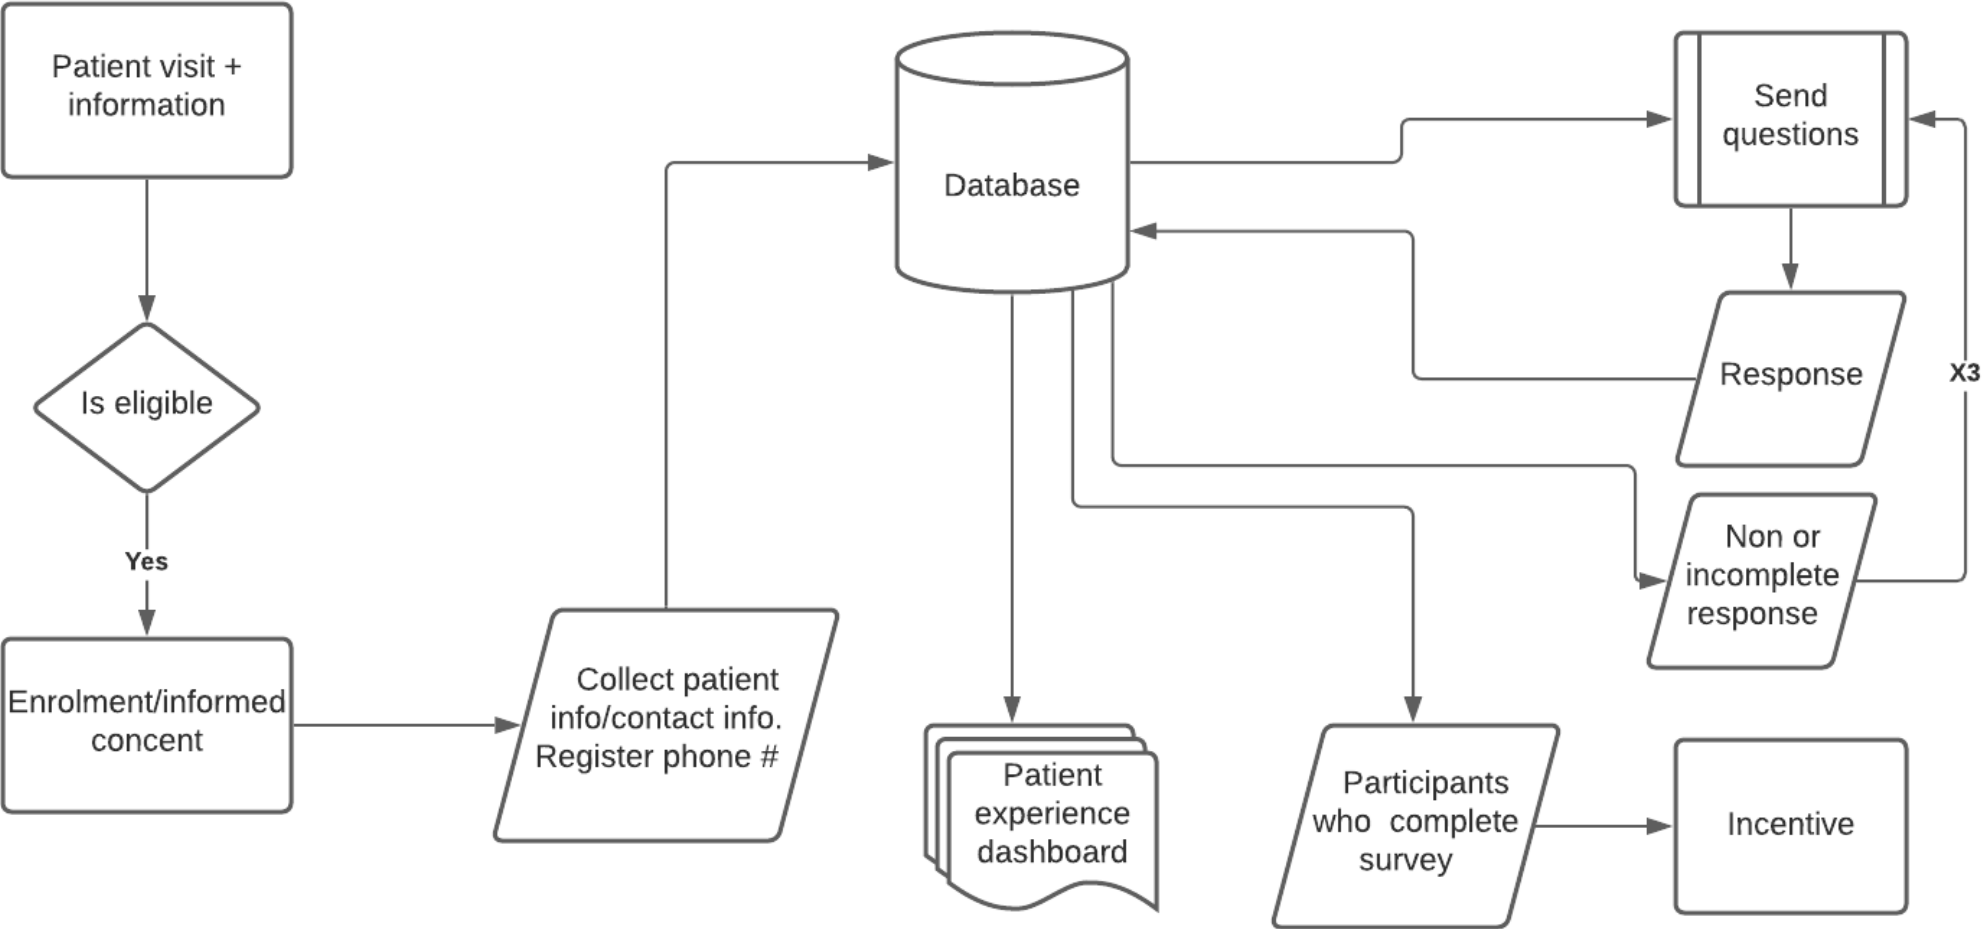 Patient visit +
information
Is eligible
Yes
Enrolment/informed
concent
Collect patient
info/contact info.
Register phone #
Database
Send
questions
Response
X3
Non or
incomplete
response
Patient
experience
dashboard
Participants
who complete
survey
Incentive